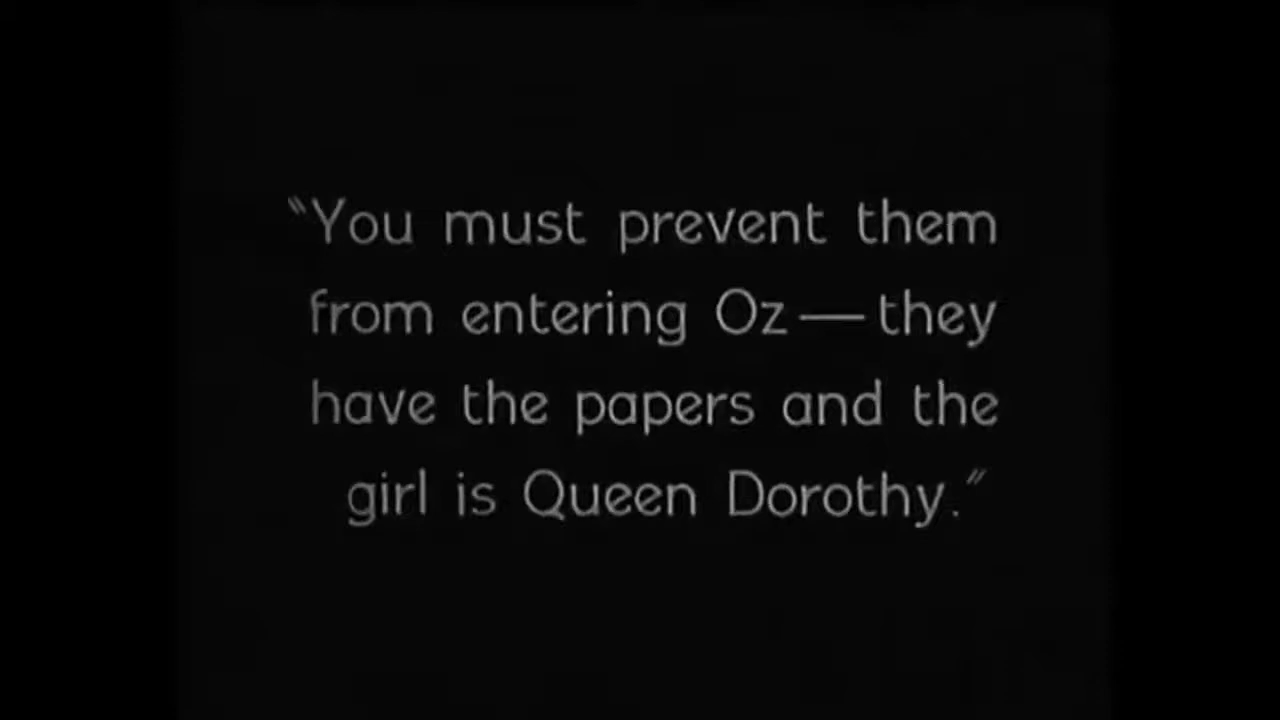 "You must prevent them
from entering Oz—they
have the papers and the
girl is Queen Dorothy."